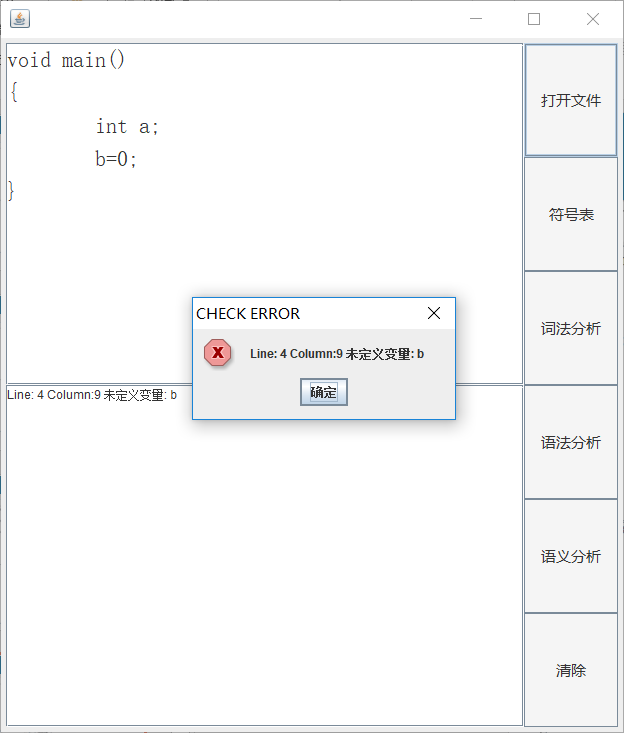 void main()
{
int a;
b=0;
}
打开文件
符号表
词法分析
语法分析
语义分析
清除
CHECK ERROR
Line: 4 Column:9 未定义变量: b
确定
Line: 4 Column:9 未定义变量: b